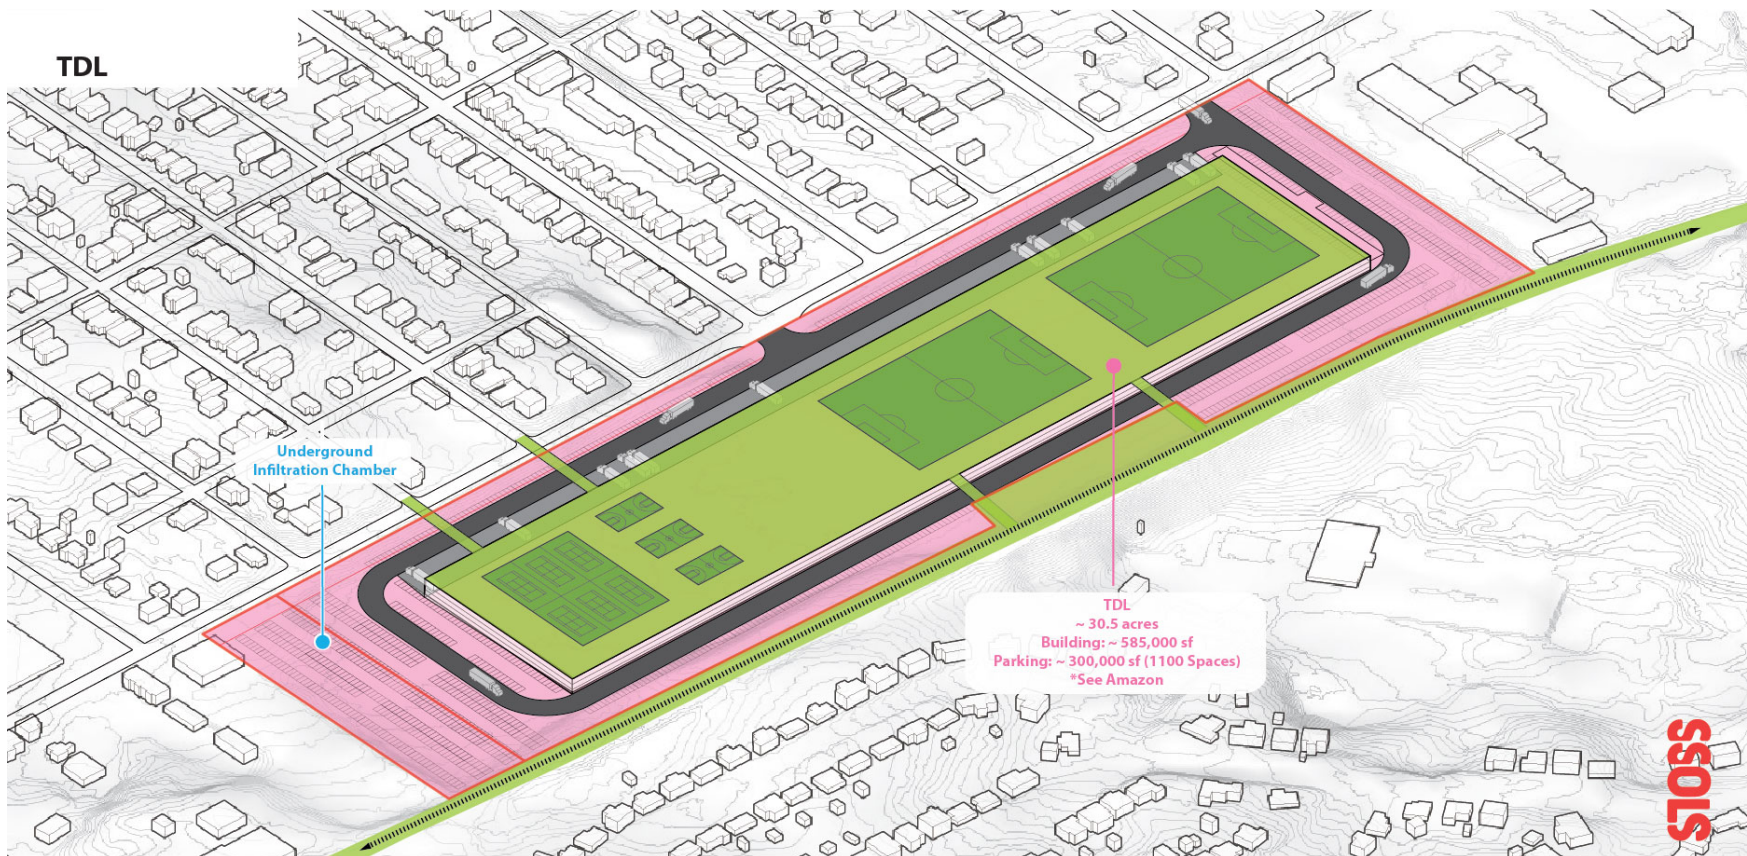 TDL
Underground
Infiltration Chamber
TDL
~ 30.5 acres
Building: ~ 585,000 sf
Parking: ~ 300,000 sf (1100 Spaces)
*See Amazon
STOSS